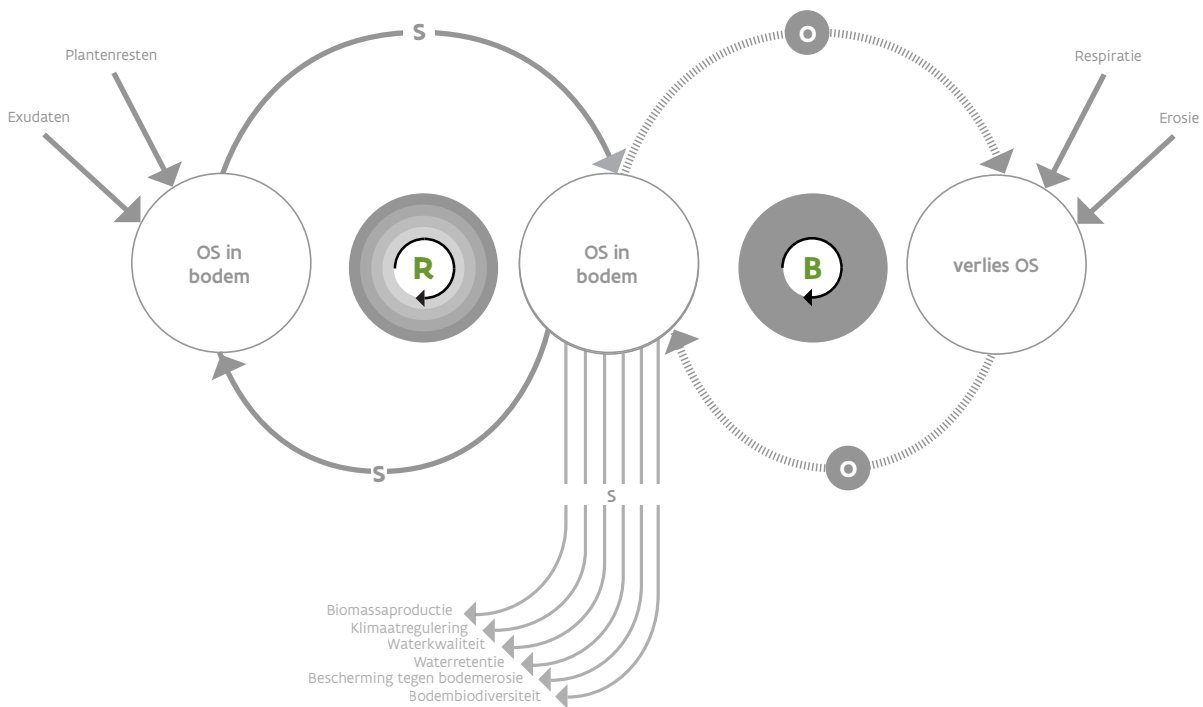 S
O
Plantenresten
Respiratie
Exudaten
Erosie
OS in
bodem
R
OS in
bodem
B
verlies OS
S
O
S
Biomassaproductie
Klimaatregulering
Waterkwaliteit
Waterretentie
Bescherming tegen bodemerosie
Bodembiodiversiteit